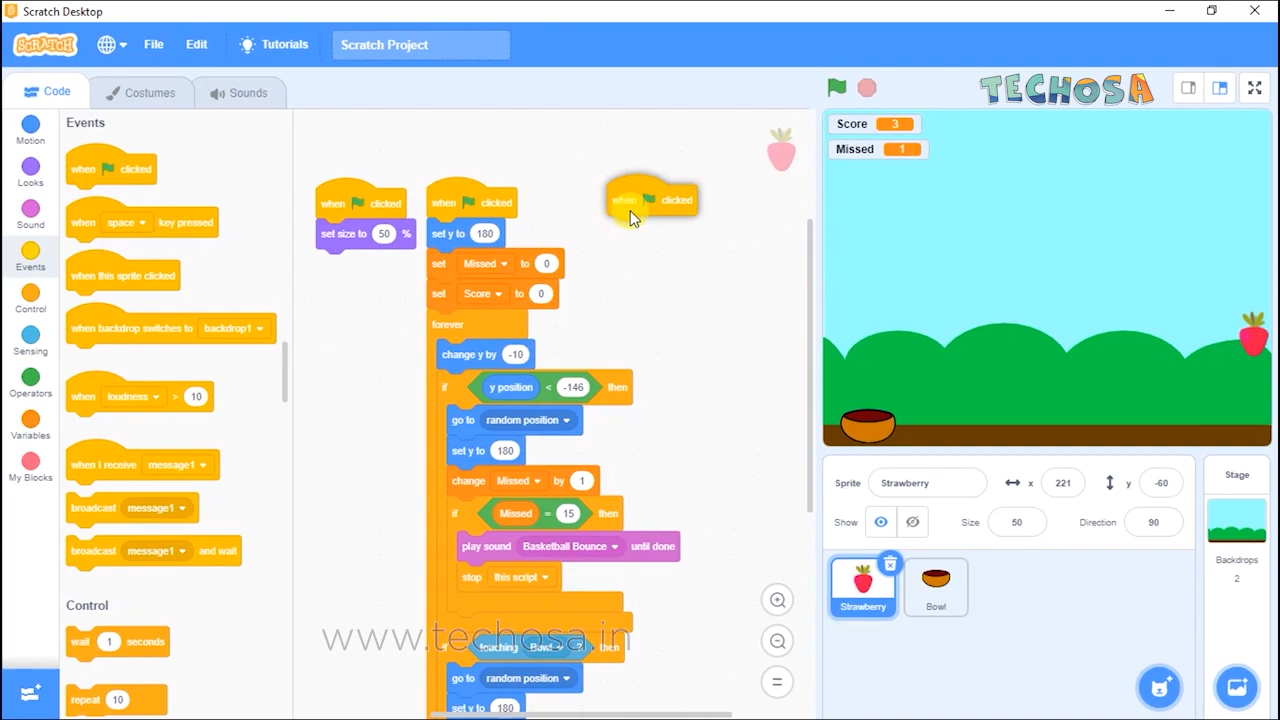 Scratch Desktop
SCRATCH File Edit Tutorials Scratch Project
Code Costumes Sounds
TECHOSA
Motion
Looks
Sound
Events
Control
Sensing
Operators
Variables
My Blocks
Events
when clicked
when space key pressed
when this sprite clicked
when backdrop switches to backdrop1
when loudness > 10
when I receive message1
broadcast message1
broadcast message1 and wait
Control
wait 1 seconds
repeat 10
when clicked
set size to 50 %
when clicked
set y to 180
set Missed to 0
set Score to 0
forever
change y by -10
if y position < -146 then
go to random position
set y to 180
change Missed by 1
if Missed = 15 then
play sound Basketball Bounce until done
stop this script
if touching Bowl ? then
go to random position
set y to 180
when clicked
www.techosa.in
Score 3
Missed 1
Sprite Strawberry x 221 y -60
Show Size 50 Direction 90
Strawberry
Bowl
Stage
Backdrops
2